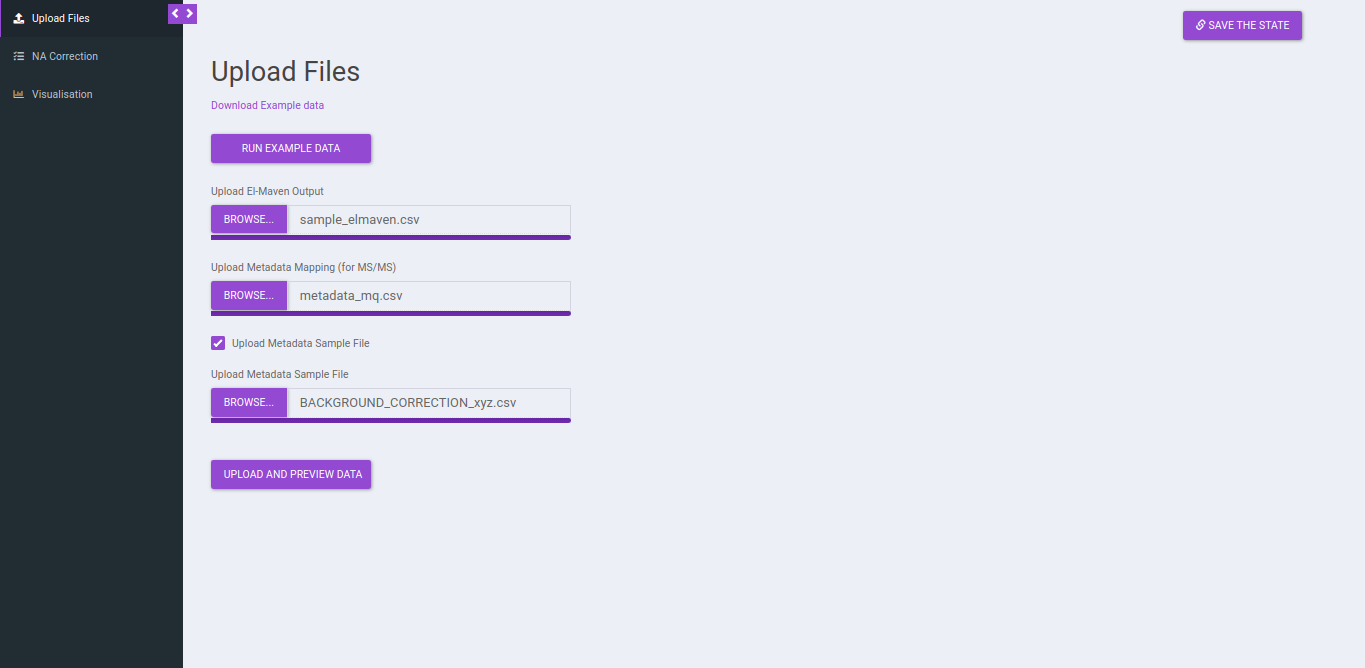 Upload Files
NA Correction
Visualisation
SAVE THE STATE
Upload Files
Download Example data
RUN EXAMPLE DATA
Upload El-Maven Output
BROWSE... sample_elmaven.csv
Upload Metadata Mapping (for MS/MS)
BROWSE... metadata_mq.csv
Upload Metadata Sample File
Upload Metadata Sample File
BROWSE... BACKGROUND_CORRECTION_xyz.csv
UPLOAD AND PREVIEW DATA